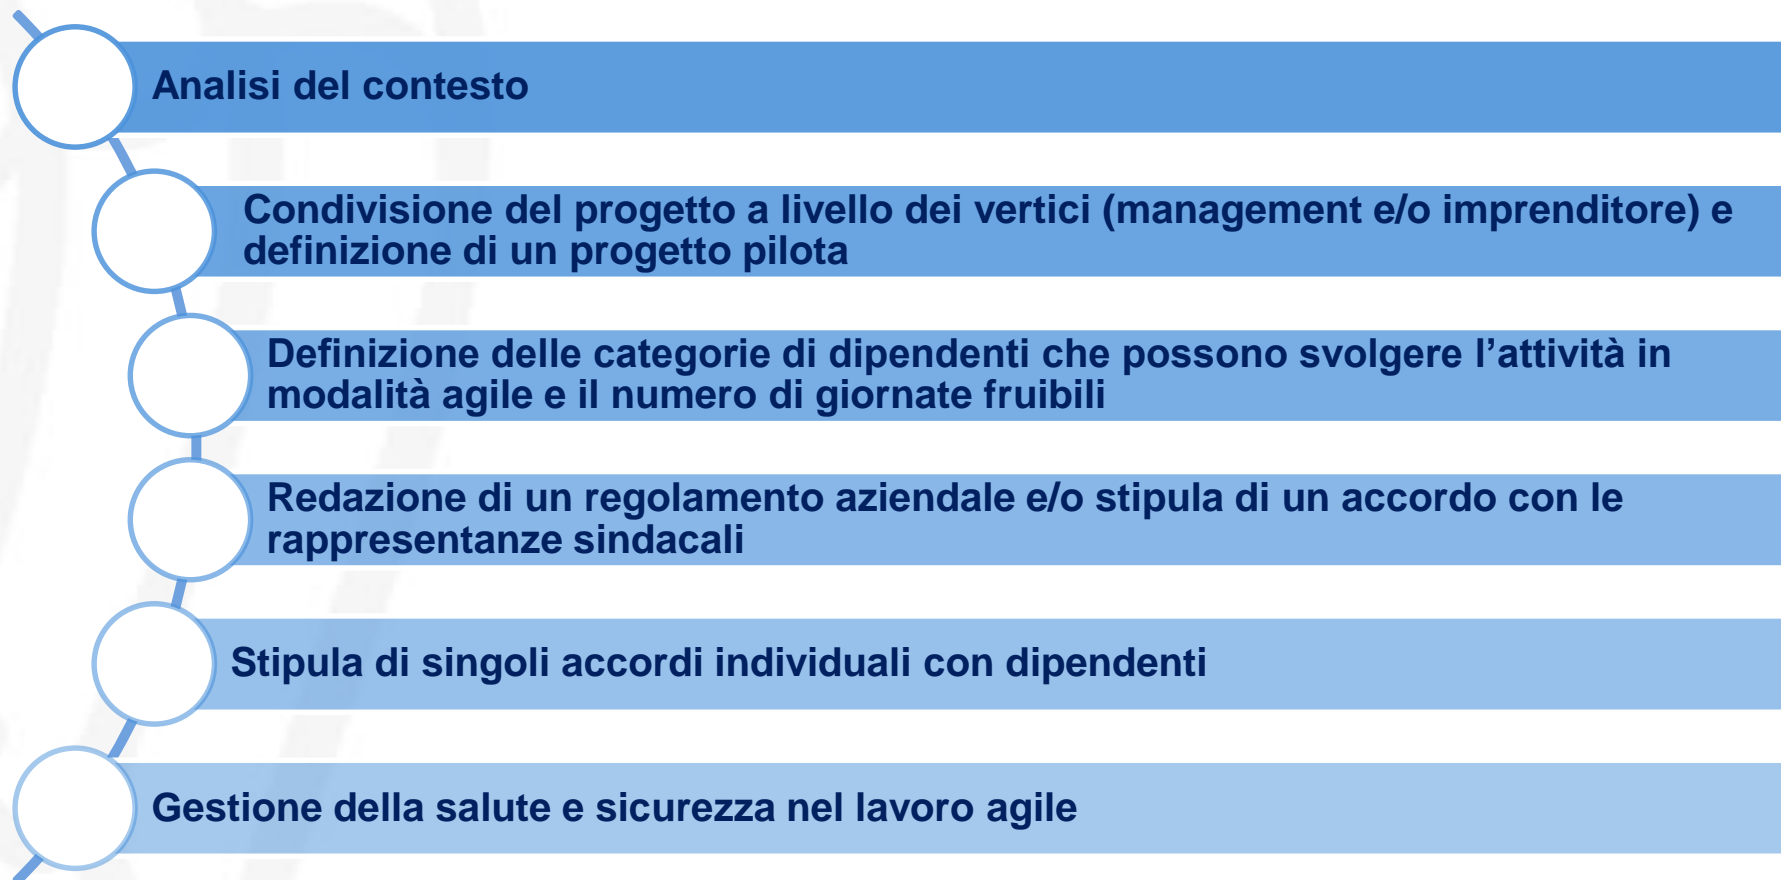 Analisi del contesto
Condivisione del progetto a livello dei vertici (management e/o imprenditore) e
definizione di un progetto pilota
Definizione delle categorie di dipendenti che possono svolgere l’attività in
modalità agile e il numero di giornate fruibili
Redazione di un regolamento aziendale e/o stipula di un accordo con le
rappresentanze sindacali
Stipula di singoli accordi individuali con dipendenti
Gestione della salute e sicurezza nel lavoro agile